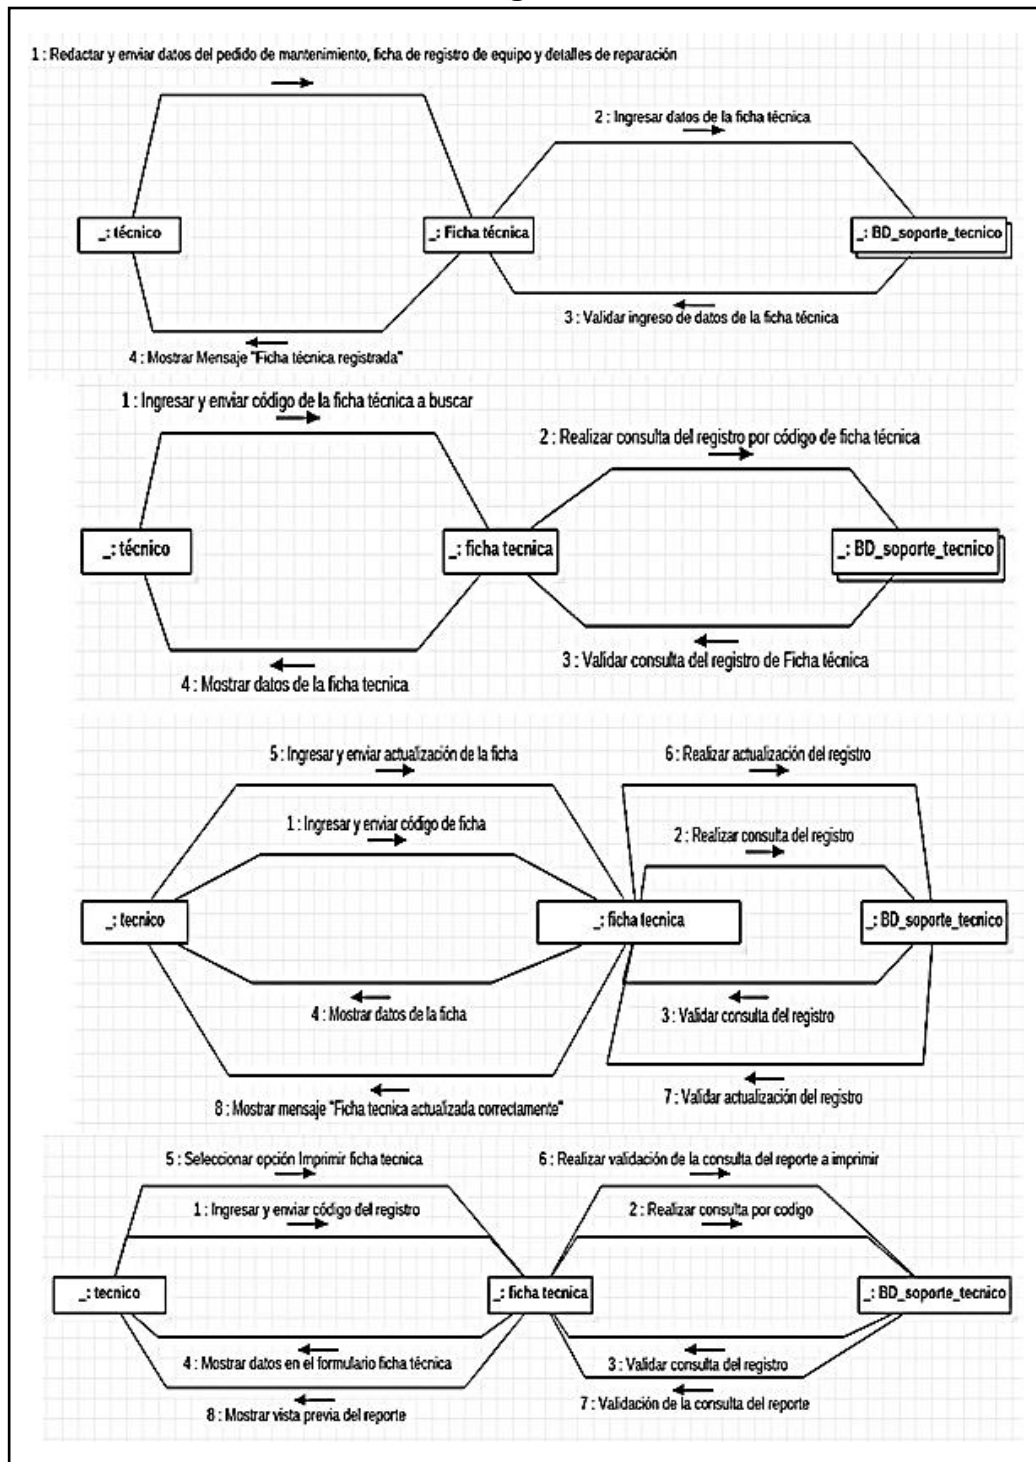 1 : Redactar y enviar datos del pedido de mantenimiento, ficha de registro de equipo y detalles de reparación
2 : Ingresar datos de la ficha técnica
_: técnico
_: Ficha técnica
_: BD_soporte_tecnico
3 : Validar ingreso de datos de la ficha técnica
4 : Mostrar Mensaje "Ficha técnica registrada"
1 : Ingresar y enviar código de la ficha técnica a buscar
2 : Realizar consulta del registro por código de ficha técnica
_: técnico
_: ficha tecnica
_: BD_soporte_tecnico
3 : Validar consulta del registro de Ficha técnica
4 : Mostrar datos de la ficha tecnica
5 : Ingresar y enviar actualización de la ficha
6 : Realizar actualización del registro
1 : Ingresar y enviar código de ficha
2 : Realizar consulta del registro
_: tecnico
_: ficha tecnica
_: BD_soporte_tecnico
4 : Mostrar datos de la ficha
3 : Validar consulta del registro
8 : Mostrar mensaje "Ficha tecnica actualizada correctamente"
7 : Validar actualización del registro
5 : Seleccionar opción Imprimir ficha tecnica
6 : Realizar validación de la consulta del reporte a imprimir
1 : Ingresar y enviar código del registro
2 : Realizar consulta por codigo
_: tecnico
_: ficha tecnica
_: BD_soporte_tecnico
4 : Mostrar datos en el formulario ficha técnica
3 : Validar consulta del registro
8 : Mostrar vista previa del reporte
7 : Validación de la consulta del reporte